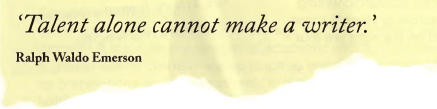 ‘Talent alone cannot make a writer.’
Ralph Waldo Emerson